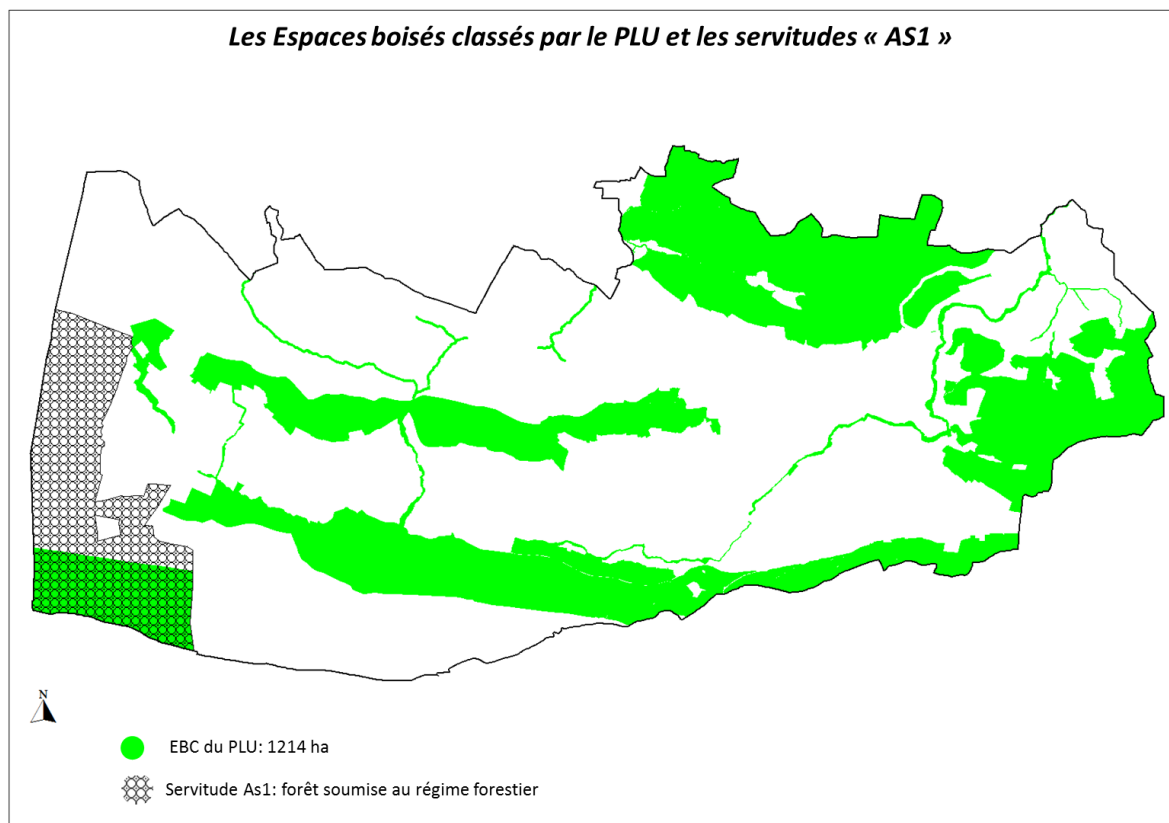 Les Espaces boisés classés par le PLU et les servitudes « AS1 »
N
EBC du PLU: 1214 ha
Servitude As1: forêt soumise au régime forestier